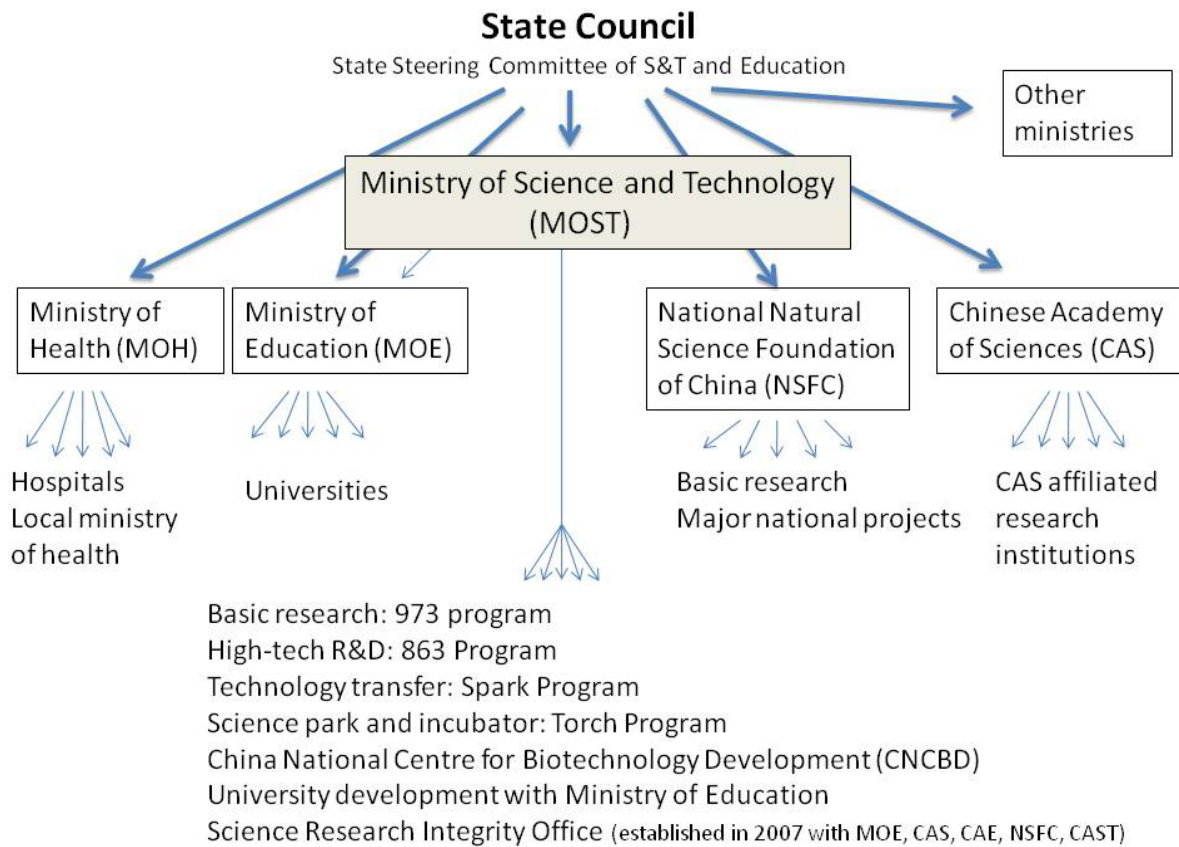 State Council
State Steering Committee of S&T and Education
Other
ministries
Ministry of Science and Technology
(MOST)
Ministry of
Health (MOH)
Ministry of
Education (MOE)
National Natural
Science Foundation
of China (NSFC)
Chinese Academy
of Sciences (CAS)
Hospitals
Local ministry
of health
Universities
Basic research
Major national projects
CAS affiliated
research
institutions
Basic research: 973 program
High-tech R&D: 863 Program
Technology transfer: Spark Program
Science park and incubator: Torch Program
China National Centre for Biotechnology Development (CNCBD)
University development with Ministry of Education
Science Research Integrity Office (established in 2007 with MOE, CAS, CAE, NSFC, CAST)